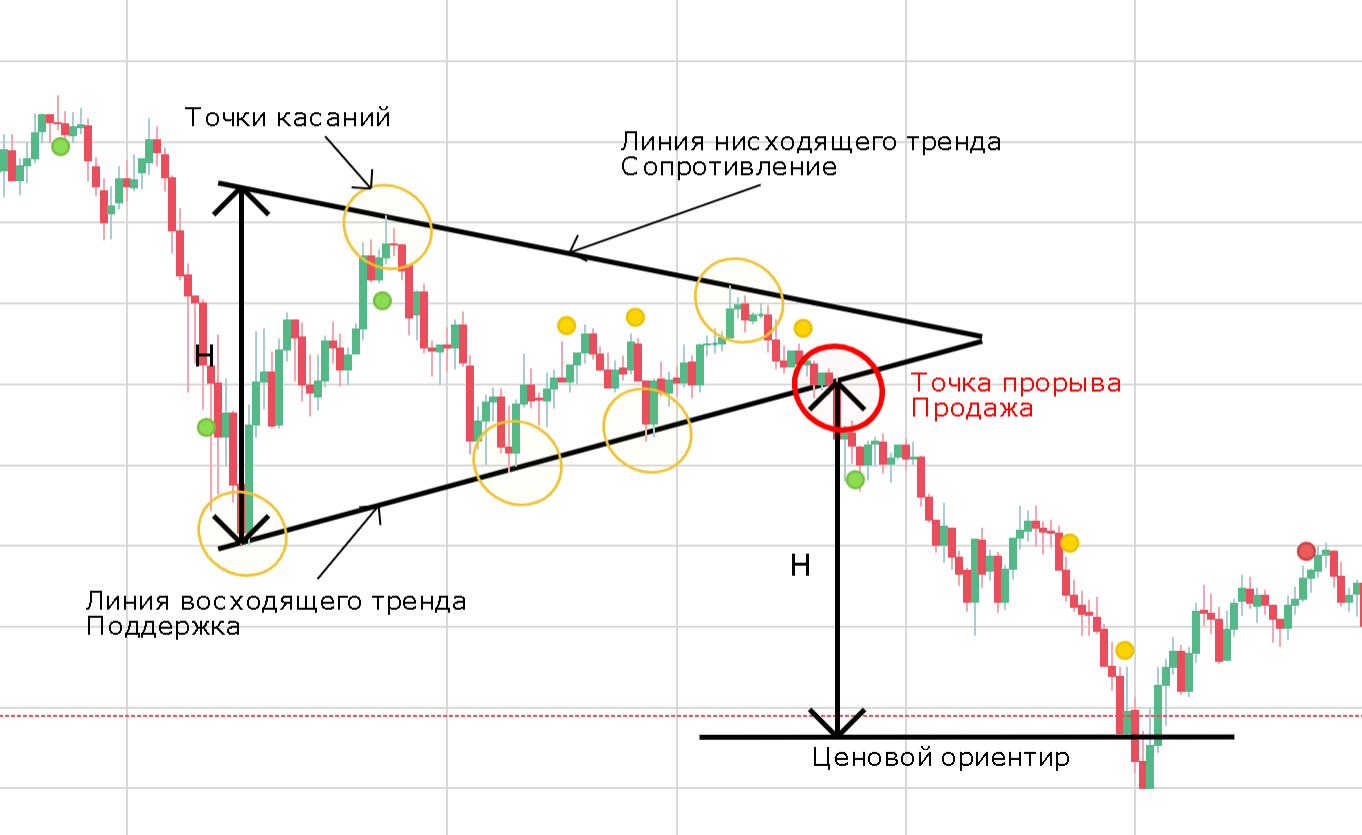 Точки касаний
Линия нисходящего тренда
Сопротивление
H
Точка прорыва
Продажа
H
Линия восходящего тренда
Поддержка
Ценовой ориентир